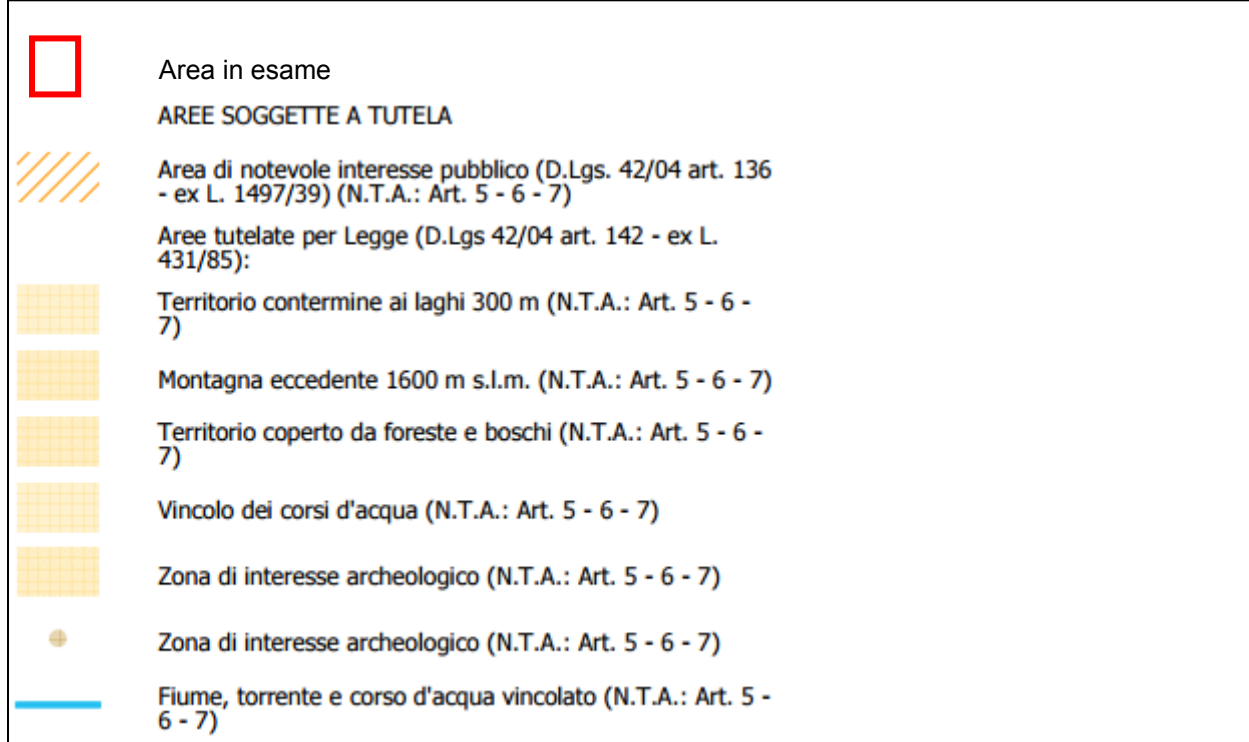 Area in esame
AREE SOGGETTE A TUTELA
Area di notevole interesse pubblico (D.Lgs. 42/04 art. 136
- ex L. 1497/39) (N.T.A.: Art. 5 - 6 - 7)
Aree tutelate per Legge (D.Lgs 42/04 art. 142 - ex L.
431/85):
Territorio contermine ai laghi 300 m (N.T.A.: Art. 5 - 6 -
7)
Montagna eccedente 1600 m s.l.m. (N.T.A.: Art. 5 - 6 - 7)
Territorio coperto da foreste e boschi (N.T.A.: Art. 5 - 6 -
7)
Vincolo dei corsi d'acqua (N.T.A.: Art. 5 - 6 - 7)
Zona di interesse archeologico (N.T.A.: Art. 5 - 6 - 7)
Zona di interesse archeologico (N.T.A.: Art. 5 - 6 - 7)
Fiume, torrente e corso d'acqua vincolato (N.T.A.: Art. 5 -
6 - 7)